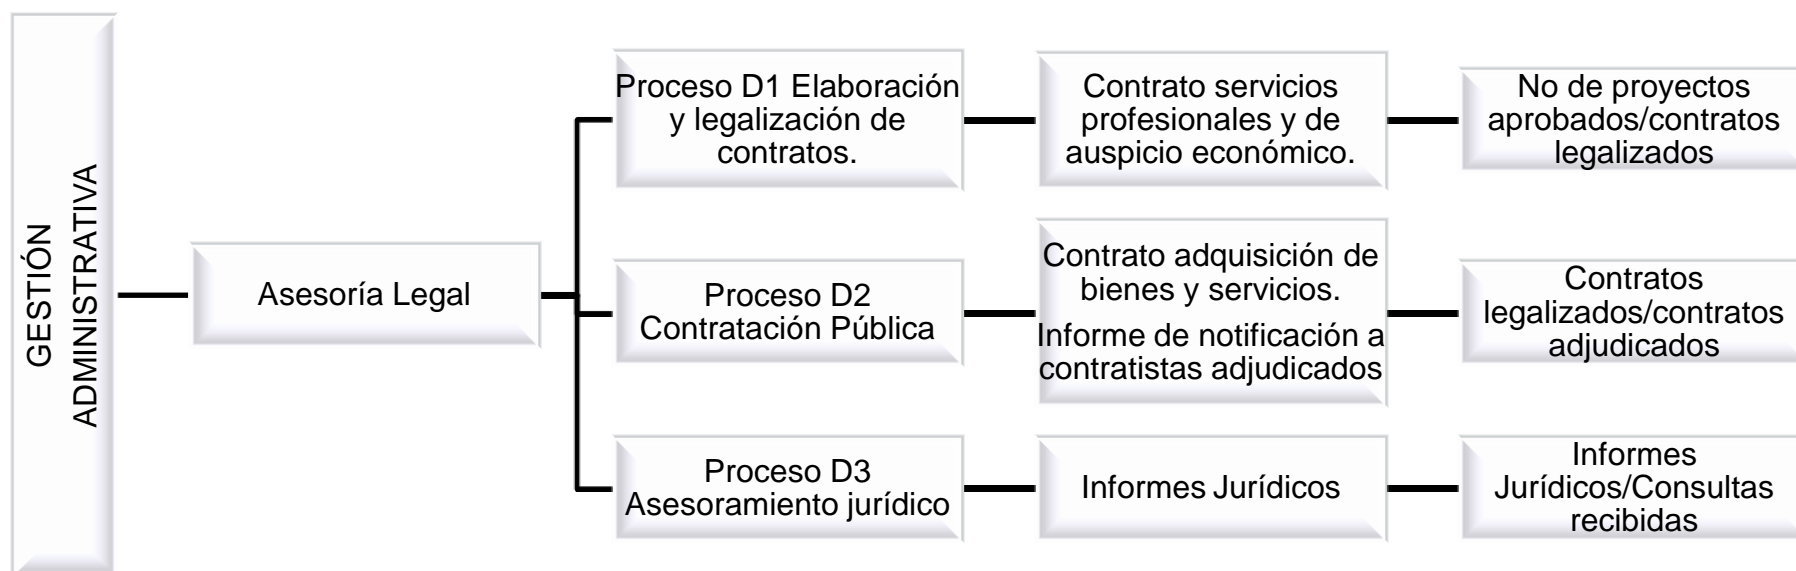 GESTIÓN
ADMINISTRATIVA
Asesoría Legal
Proceso D1 Elaboración
y legalización de
contratos.
Contrato servicios
profesionales y de
auspicio económico.
No de proyectos
aprobados/contratos
legalizados
Proceso D2
Contratación Pública
Contrato adquisición de
bienes y servicios.
Informe de notificación a
contratistas adjudicados
Contratos
legalizados/contratos
adjudicados
Proceso D3
Asesoramiento jurídico
Informes Jurídicos
Informes
Jurídicos/Consultas
recibidas